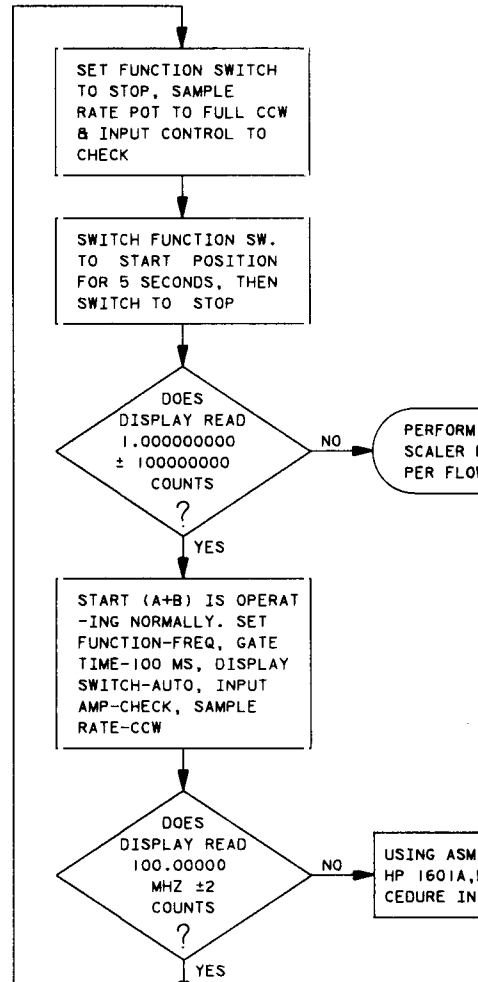 SET FUNCTION SWITCH
TO STOP, SAMPLE
RATE POT TO FULL CCW
& INPUT CONTROL TO
CHECK
SWITCH FUNCTION SW.
TO START POSITION
FOR 5 SECONDS, THEN
SWITCH TO STOP
DOES
DISPLAY READ
1.000000000
± 100000000
COUNTS
?
NO
PERFORM
SCALER
PER FLOW
YES
START (A+B) IS OPERAT
-ING NORMALLY. SET
FUNCTION-FREQ, GATE
TIME-100 MS, DISPLAY
SWITCH-AUTO, INPUT
AMP-CHECK, SAMPLE
RATE-CCW
DOES
DISPLAY READ
100.00000
MHZ ±2
COUNTS
?
NO
USING ASM
HP 1601A,
CEDURE IN
YES